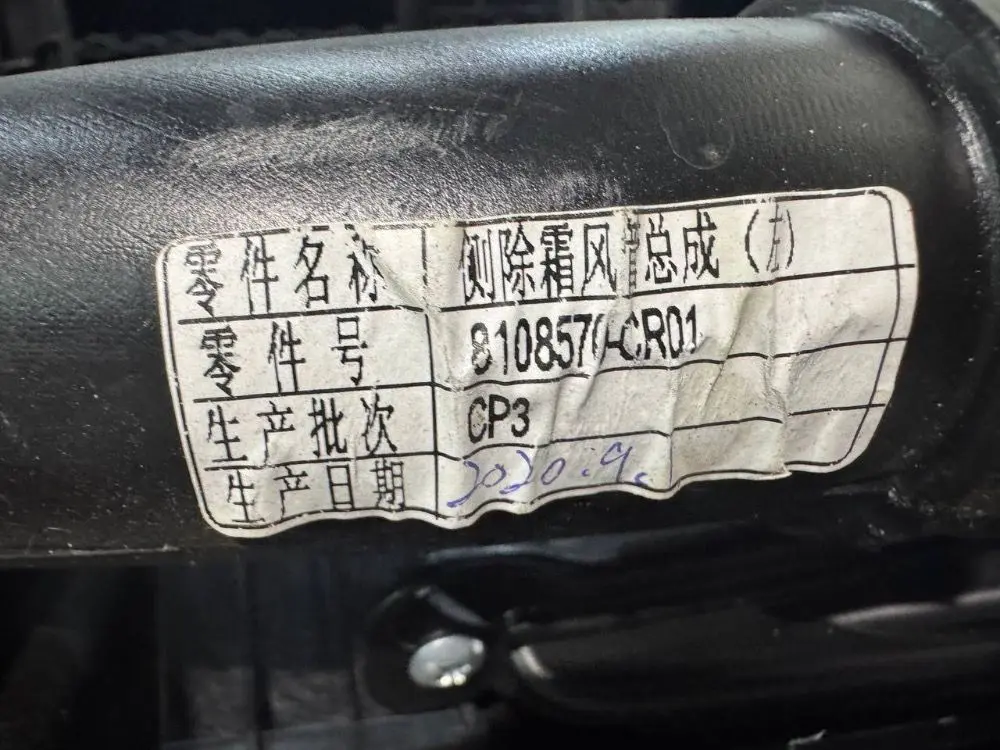 零件名称 侧除霜风管总成（左）
零件号 8108570-CR01
生产批次 CP3
生产日期 2020.9.